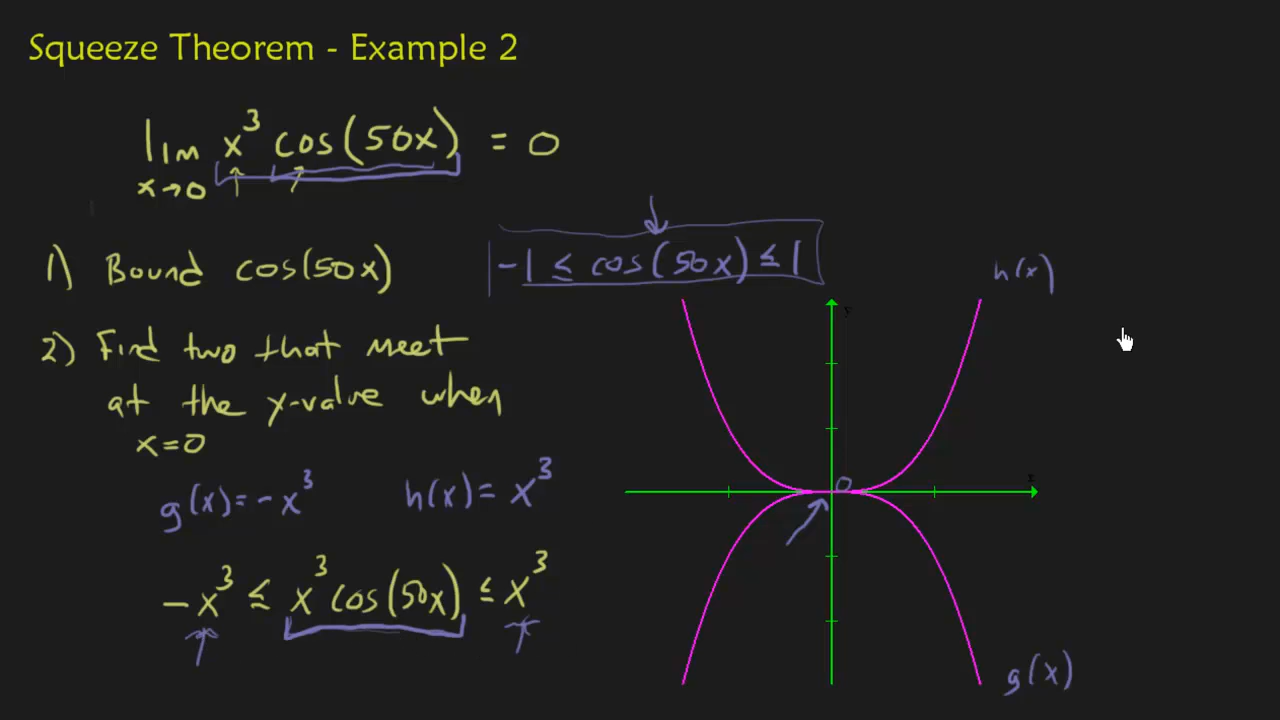 Squeeze Theorem - Example 2
lim x→0 x³ cos(50x) = 0
1) Bound cos(50x)
-1 ≤ cos(50x) ≤ 1
h(x)
y
2) Find two that meet
at the y-value when
x=0
g(x)= -x³
h(x)= x³
0
x
-x³ ≤ x³ cos(50x) ≤ x³
g(x)